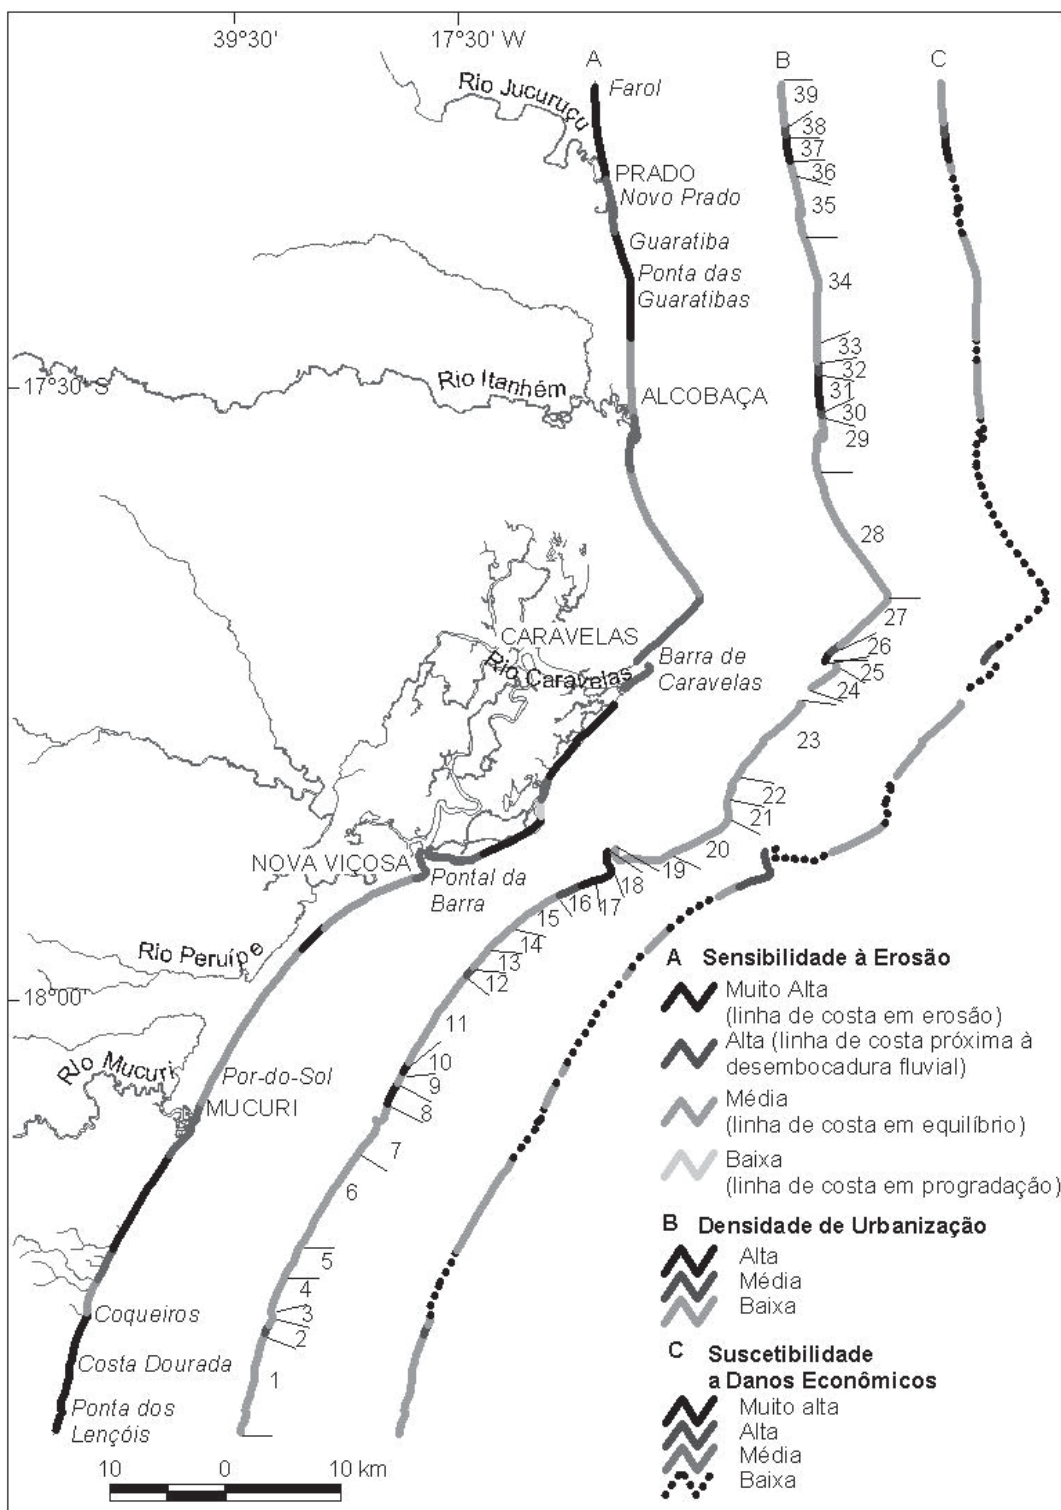 39°30' 17°30' W
A B C
Farol
Rio Jucuruçu
39
38
37
36
PRADO
Novo Prado
35
Guaratiba
Ponta das
Guaratibas
34
33
17°30' S
32
Rio Itanhém
31
ALCOBAÇA
30
29
28
27
CARAVELAS
26
Rio Caravelas
Barra de
Caravelas
25
24
23
22
21
20
19
18
NOVA VIÇOSA
Pontal da
Barra
17
16
15
14
13
12
Rio Peruípe
18°00'
11
10
9
8
Rio Mucuri
Por-do-Sol
MUCURI
7
6
5
4
3
2
1
Coqueiros
Costa Dourada
Ponta dos
Lençóis
10 0 10 km
A Sensibilidade à Erosão
Muito Alta
(linha de costa em erosão)
Alta (linha de costa próxima à
desembocadura fluvial)
Média
(linha de costa em equilíbrio)
Baixa
(linha de costa em progradação)
B Densidade de Urbanização
Alta
Média
Baixa
C Suscetibilidade
a Danos Econômicos
Muito alta
Alta
Média
Baixa